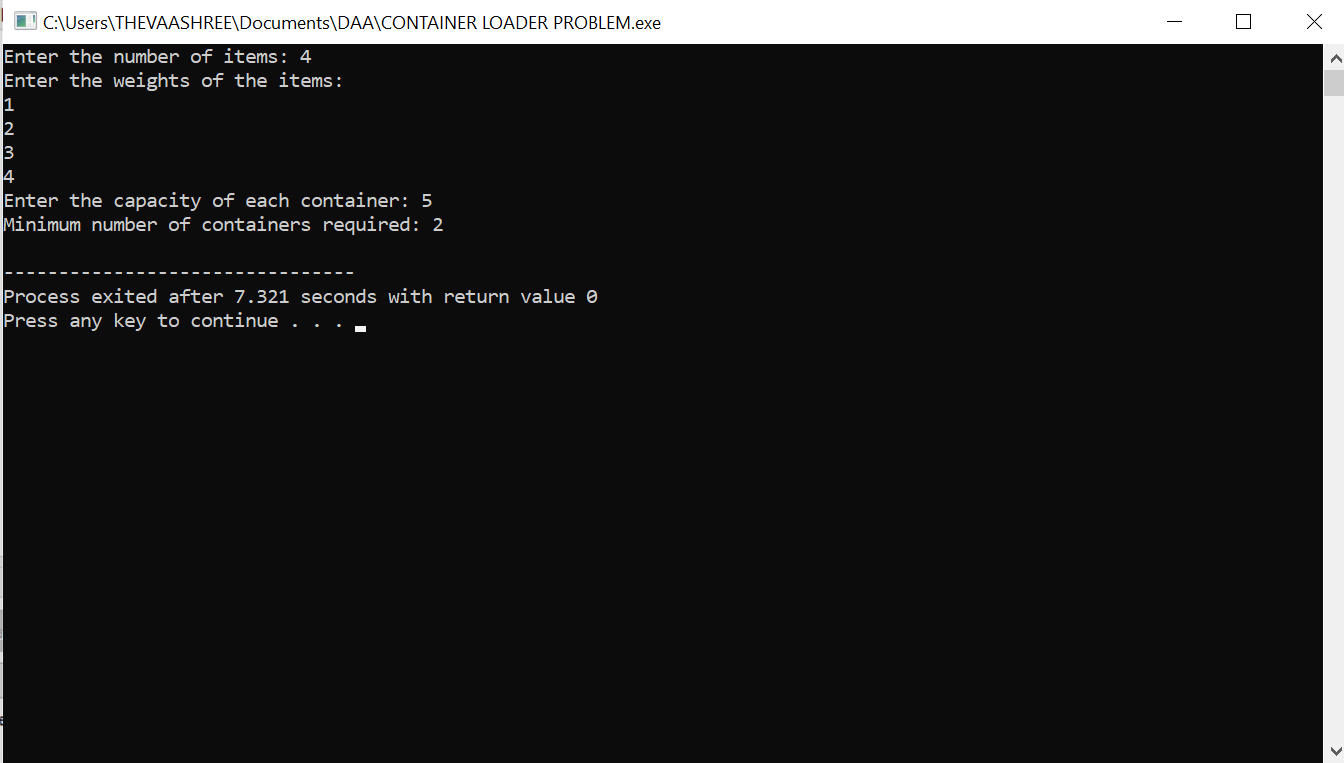 C:\Users\THEVAASHREE\Documents\DAA\CONTAINER LOADER PROBLEM.exe
Enter the number of items: 4
Enter the weights of the items:
1
2
3
4
Enter the capacity of each container: 5
Minimum number of containers required: 2
--------------------------------
Process exited after 7.321 seconds with return value 0
Press any key to continue . . .